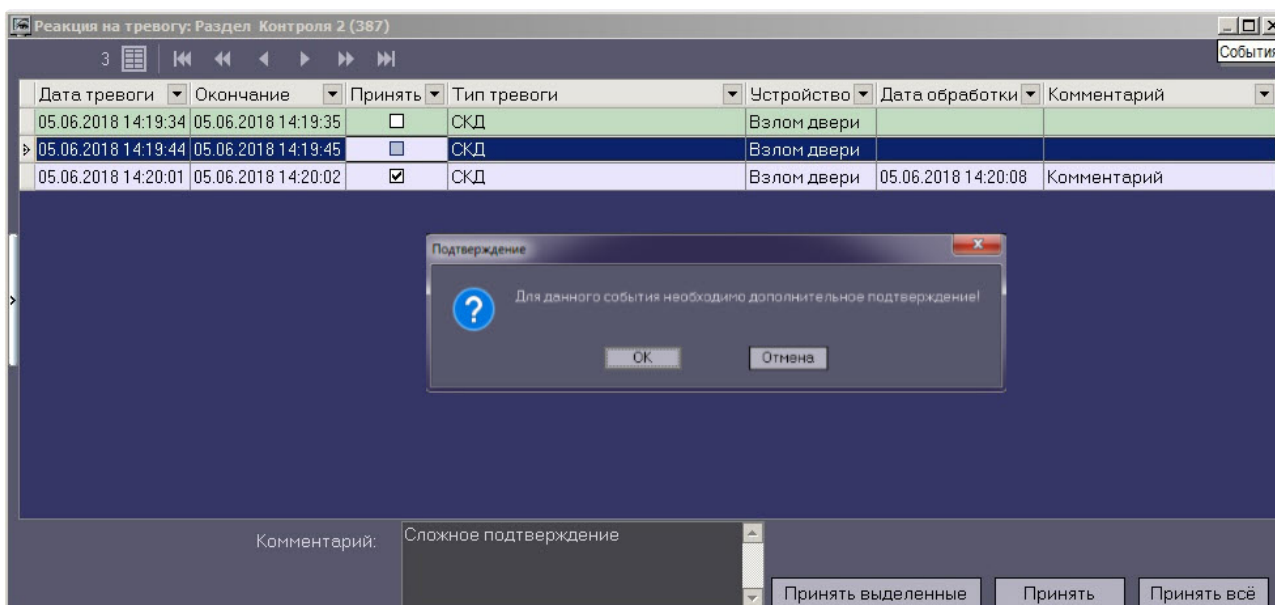 Реакция на тревогу: Раздел Контроля 2 (387)
События
3
Дата тревоги Окончание Принять Тип тревоги Устройство Дата обработки Комментарий
05.06.2018 14:19:34 05.06.2018 14:19:35 СКД Взлом двери
05.06.2018 14:19:44 05.06.2018 14:19:45 СКД Взлом двери
05.06.2018 14:20:01 05.06.2018 14:20:02 СКД Взлом двери 05.06.2018 14:20:08 Комментарий
Подтверждение
Для данного события необходимо дополнительное подтверждение!
OK Отмена
Комментарий: Сложное подтверждение
Принять выделенные Принять Принять всё